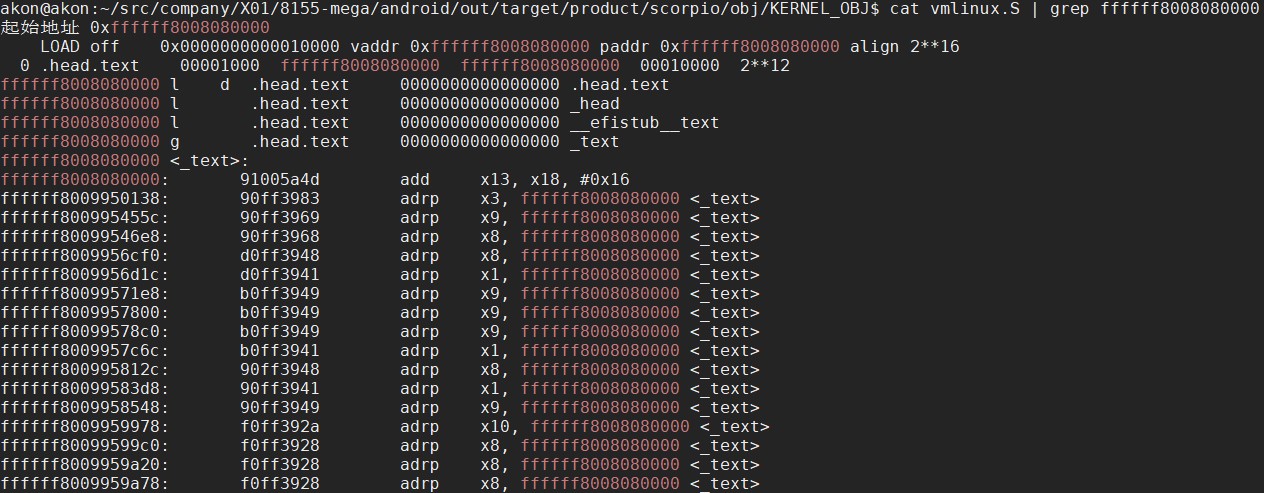 akon@akon:~/src/company/X01/8155-mega/android/out/target/product/scorpio/obj/KERNEL_OBJ$ cat vmlinux.S | grep ffffff8008080000
起始地址 0xffffff8008080000
    LOAD off    0x0000000000010000 vaddr 0xffffff8008080000 paddr 0xffffff8008080000 align 2**16
  0 .head.text    00001000  ffffff8008080000  ffffff8008080000  00010000  2**12
ffffff8008080000 l    d  .head.text     0000000000000000 .head.text
ffffff8008080000 l       .head.text     0000000000000000 _head
ffffff8008080000 l       .head.text     0000000000000000 __efistub__text
ffffff8008080000 g       .head.text     0000000000000000 _text
ffffff8008080000 <_text>:
ffffff8008080000:       91005a4d        add     x13, x18, #0x16
ffffff8009950138:       90ff3983        adrp    x3, ffffff8008080000 <_text>
ffffff800995455c:       90ff3969        adrp    x9, ffffff8008080000 <_text>
ffffff80099546e8:       90ff3968        adrp    x8, ffffff8008080000 <_text>
ffffff8009956cf0:       d0ff3948        adrp    x8, ffffff8008080000 <_text>
ffffff8009956d1c:       d0ff3941        adrp    x1, ffffff8008080000 <_text>
ffffff80099571e8:       b0ff3949        adrp    x9, ffffff8008080000 <_text>
ffffff8009957800:       b0ff3949        adrp    x9, ffffff8008080000 <_text>
ffffff80099578c0:       b0ff3949        adrp    x9, ffffff8008080000 <_text>
ffffff8009957c6c:       b0ff3941        adrp    x1, ffffff8008080000 <_text>
ffffff800995812c:       90ff3948        adrp    x8, ffffff8008080000 <_text>
ffffff80099583d8:       90ff3941        adrp    x1, ffffff8008080000 <_text>
ffffff8009958548:       90ff3949        adrp    x9, ffffff8008080000 <_text>
ffffff8009959978:       f0ff392a        adrp    x10, ffffff8008080000 <_text>
ffffff80099599c0:       f0ff3928        adrp    x8, ffffff8008080000 <_text>
ffffff8009959a20:       f0ff3928        adrp    x8, ffffff8008080000 <_text>
ffffff8009959a78:       f0ff3928        adrp    x8, ffffff8008080000 <_text>